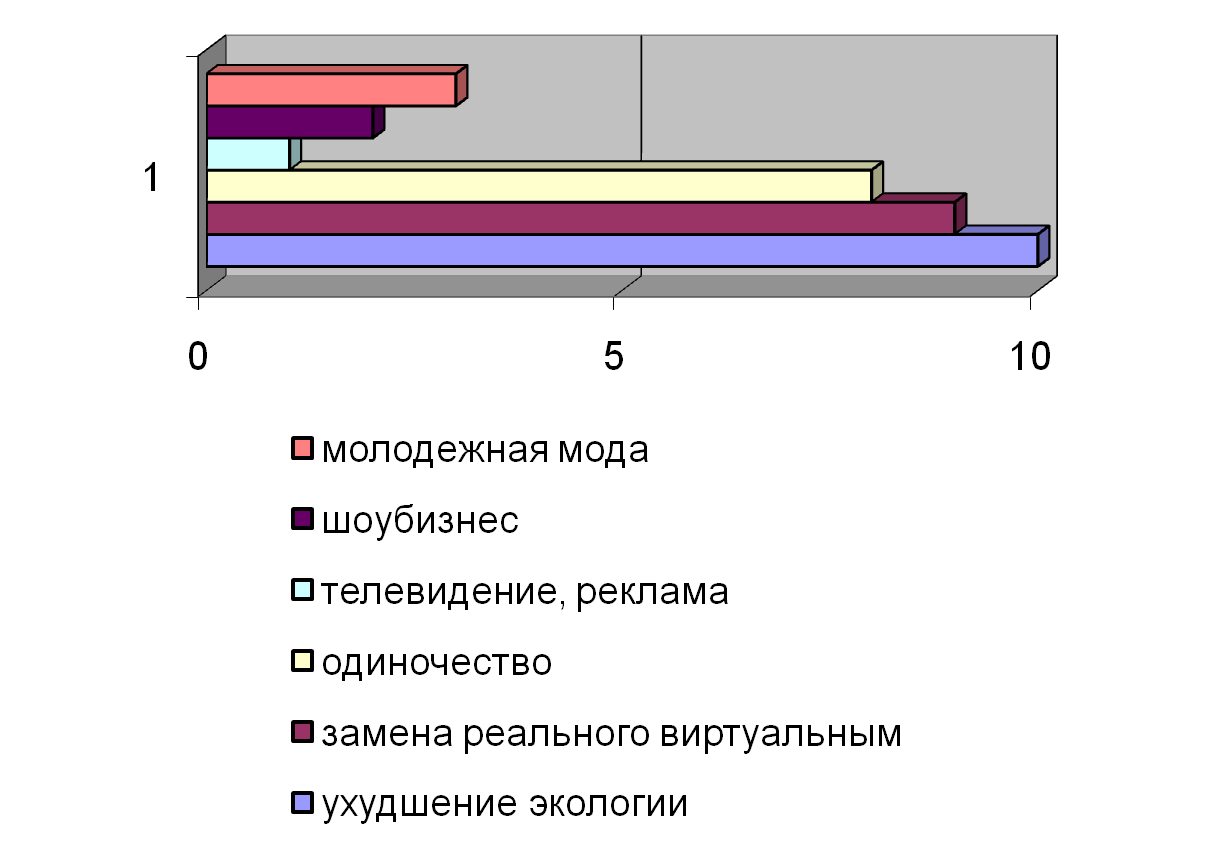 1
0 5 10
молодежная мода
шоубизнес
телевидение, реклама
одиночество
замена реального виртуальным
ухудшение экологии